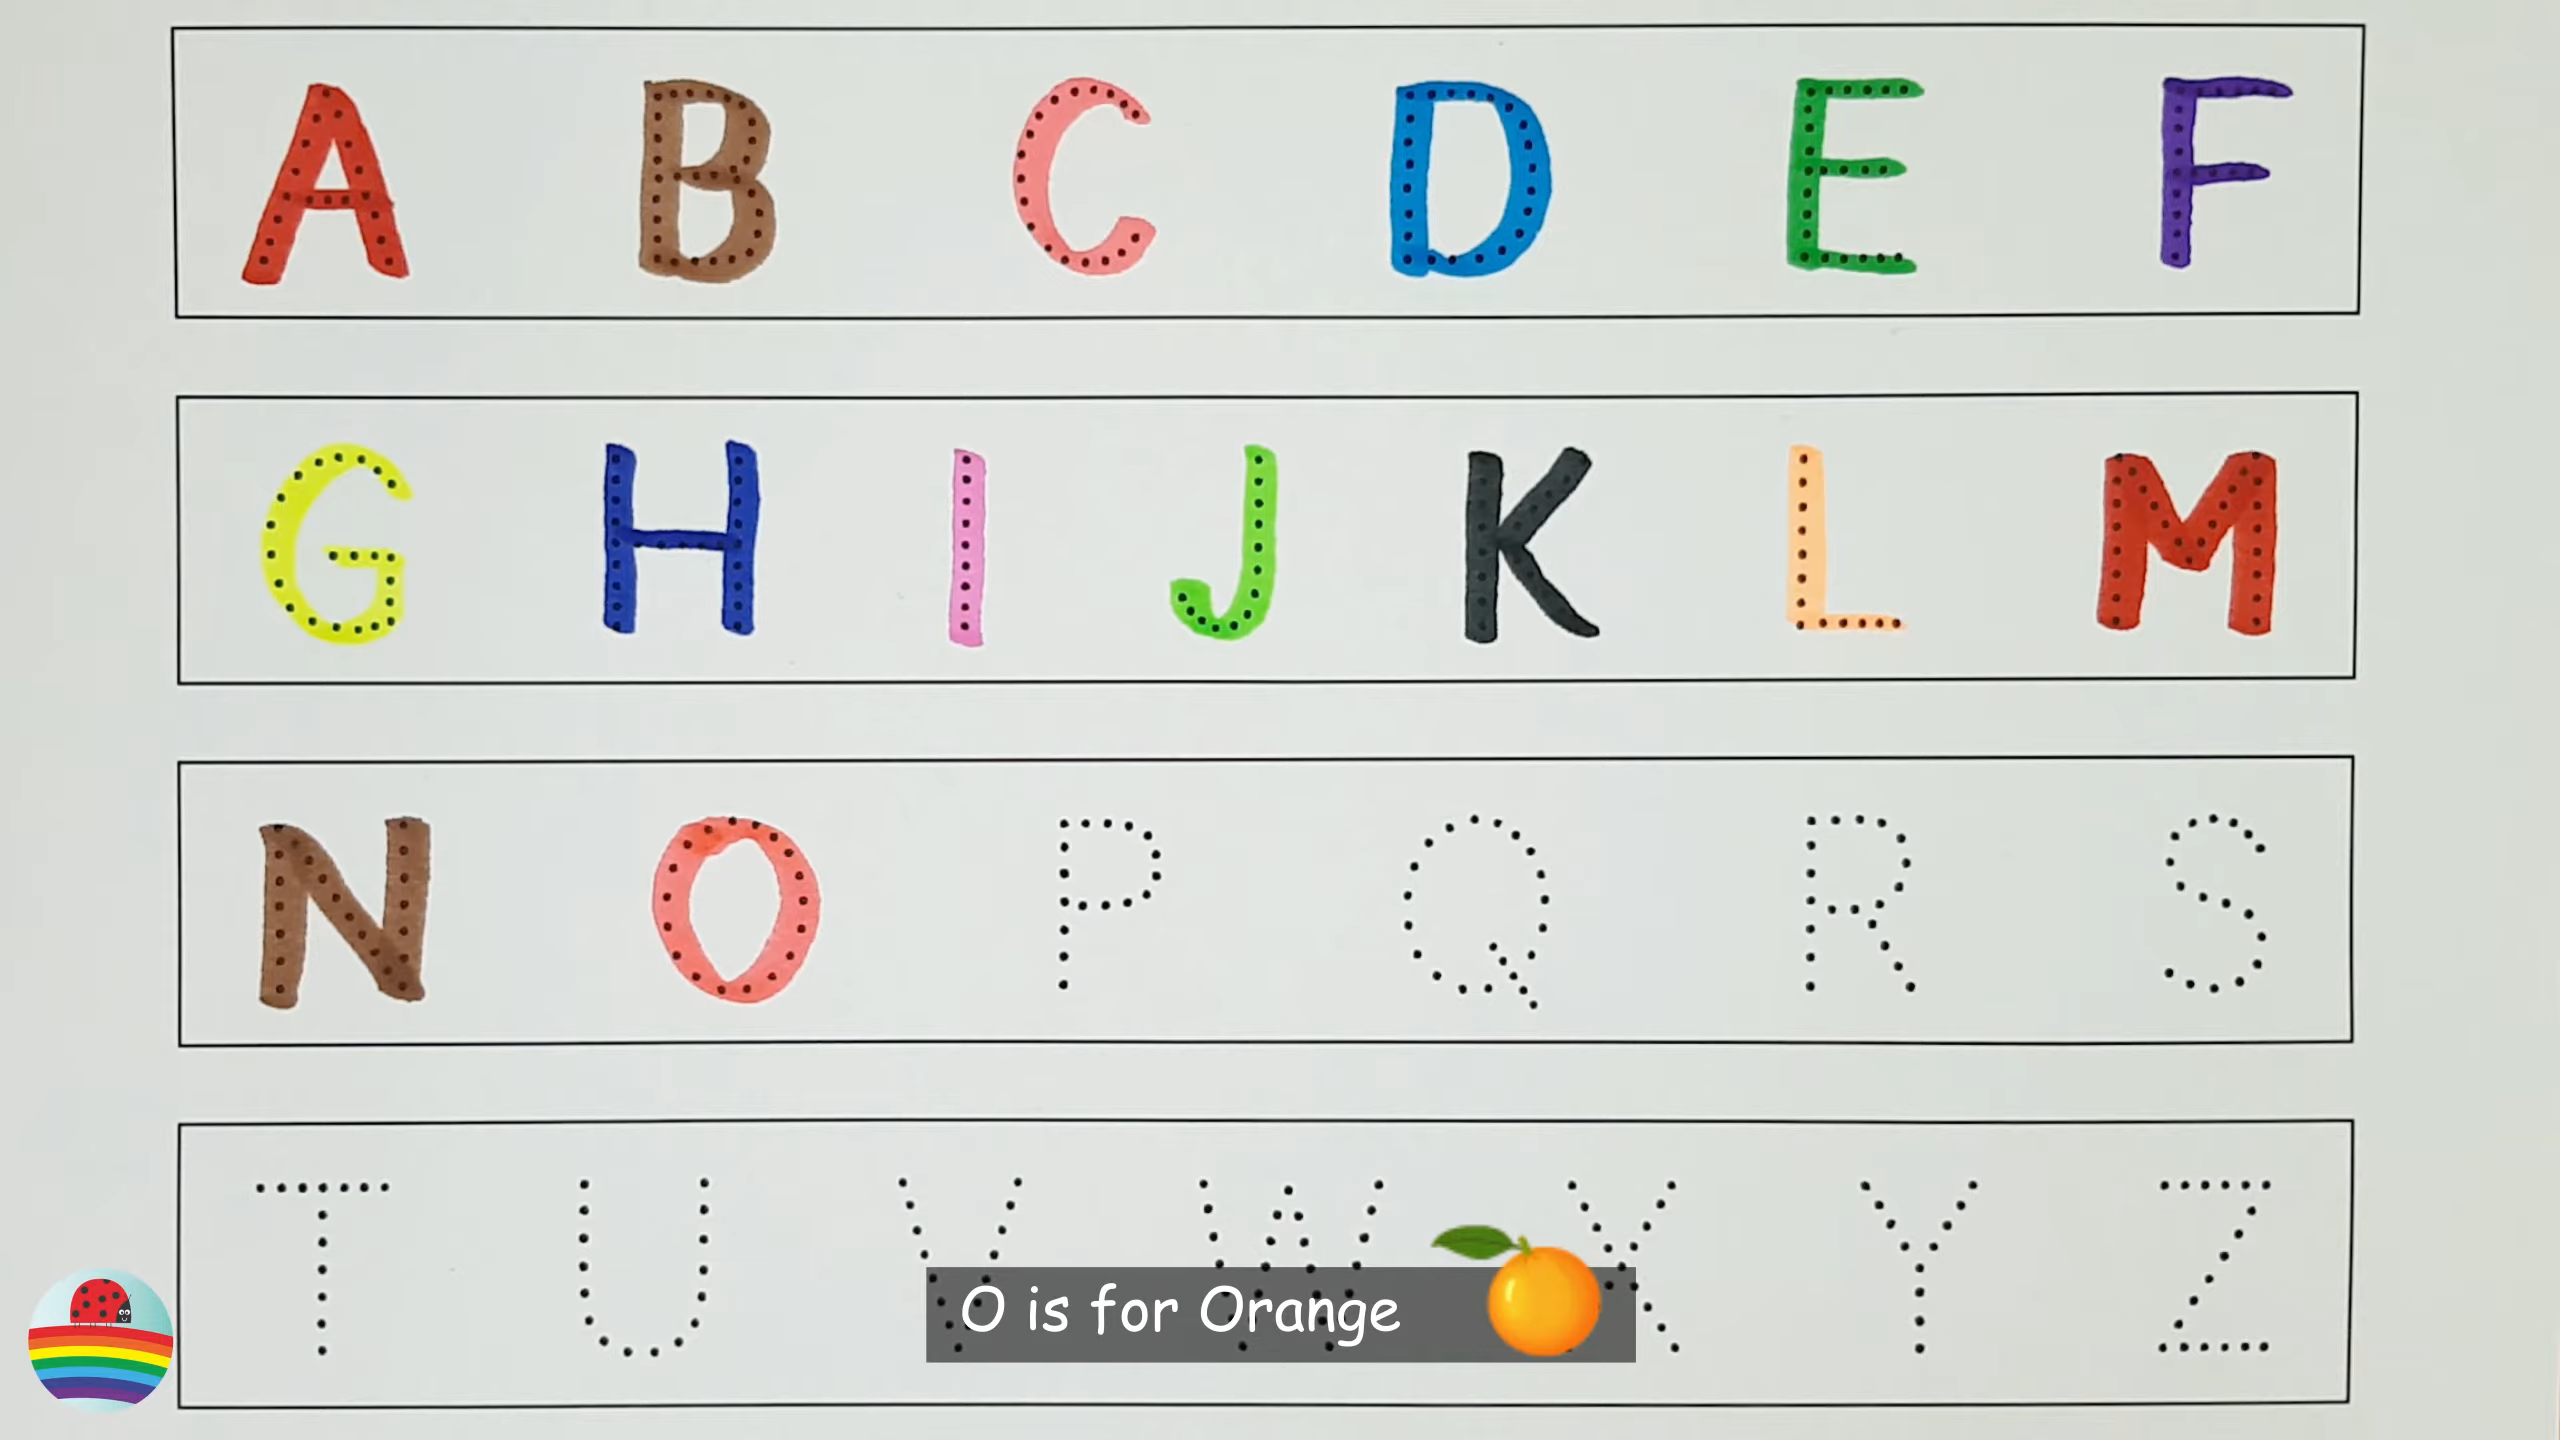 A B C D E F
G H I J K L M
N O P Q R S
T U V W X Y Z
O is for Orange